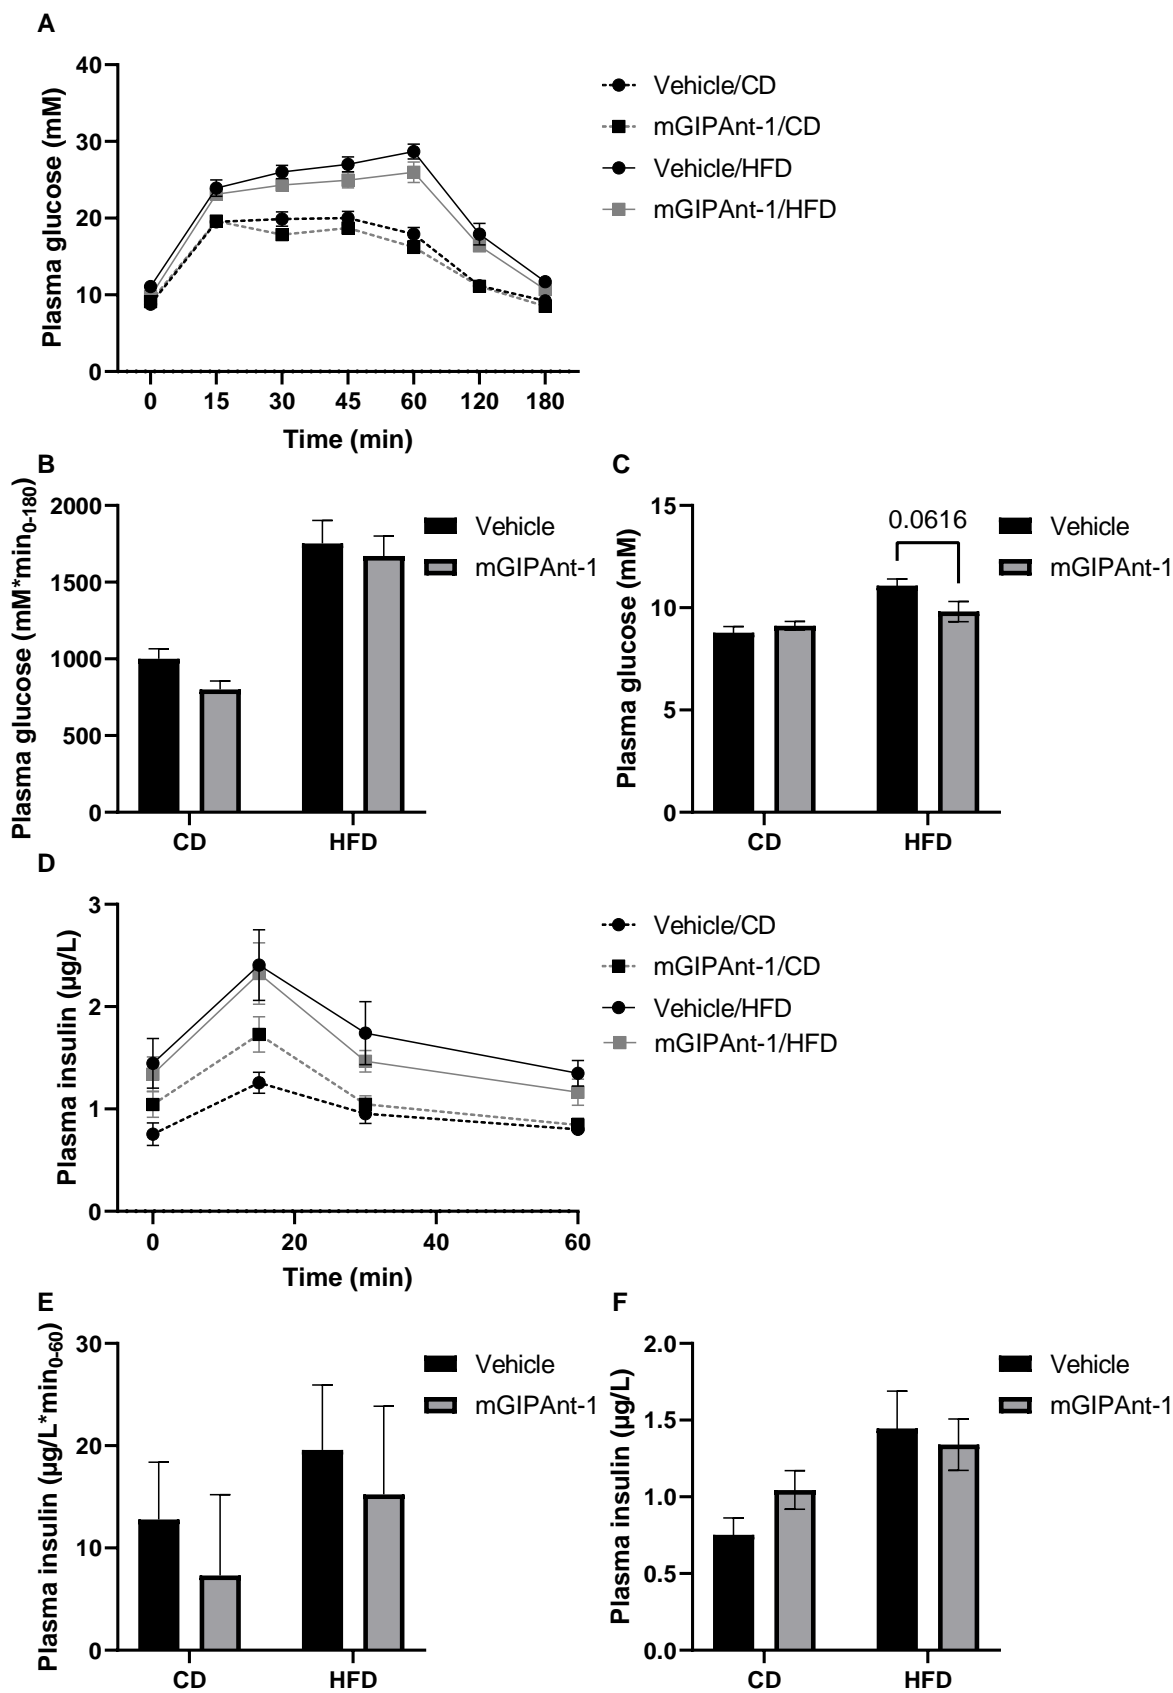 A
Plasma glucose (mM)
40
30
20
10
0
0 15 30 45 60 120 180
Time (min)
Vehicle/CD
mGIPAnt-1/CD
Vehicle/HFD
mGIPAnt-1/HFD
B
Plasma glucose (mM*min0-180)
2000
1500
1000
500
0
CD HFD
Vehicle
mGIPAnt-1
C
Plasma glucose (mM)
15
10
5
0
0.0616
CD HFD
Vehicle
mGIPAnt-1
D
Plasma insulin (µg/L)
3
2
1
0
0 20 40 60
Time (min)
Vehicle/CD
mGIPAnt-1/CD
Vehicle/HFD
mGIPAnt-1/HFD
E
Plasma insulin (µg/L*min0-60)
30
20
10
0
CD HFD
Vehicle
mGIPAnt-1
F
Plasma insulin (µg/L)
2.0
1.5
1.0
0.5
0.0
CD HFD
Vehicle
mGIPAnt-1